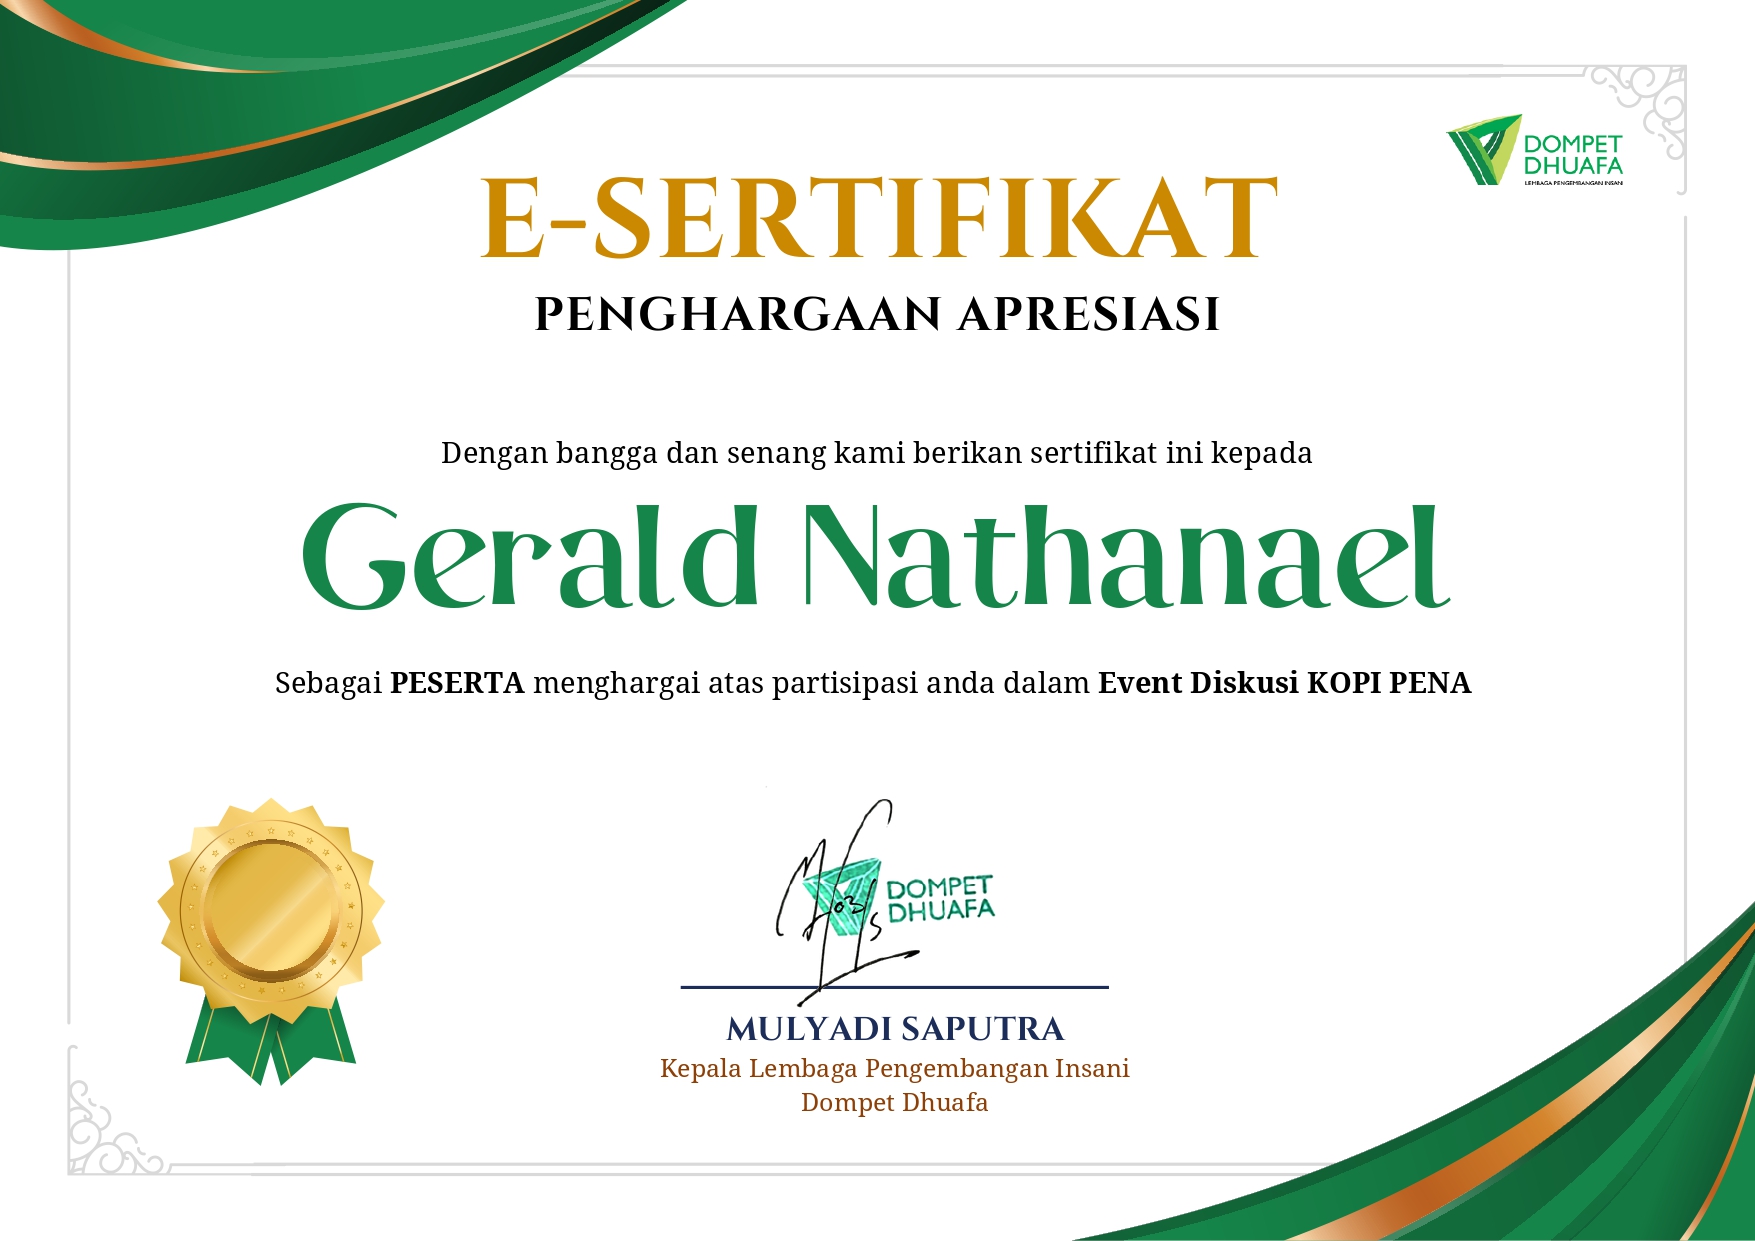 DOMPET
DHUAFA
LEMBAGA PENGEMBANGAN INSANI
E-SERTIFIKAT
PENGHARGAAN APRESIASI
Dengan bangga dan senang kami berikan sertifikat ini kepada
Gerald Nathanael
Sebagai PESERTA menghargai atas partisipasi anda dalam Event Diskusi KOPI PENA
DOMPET
DHUAFA
MULYADI SAPUTRA
Kepala Lembaga Pengembangan Insani
Dompet Dhuafa